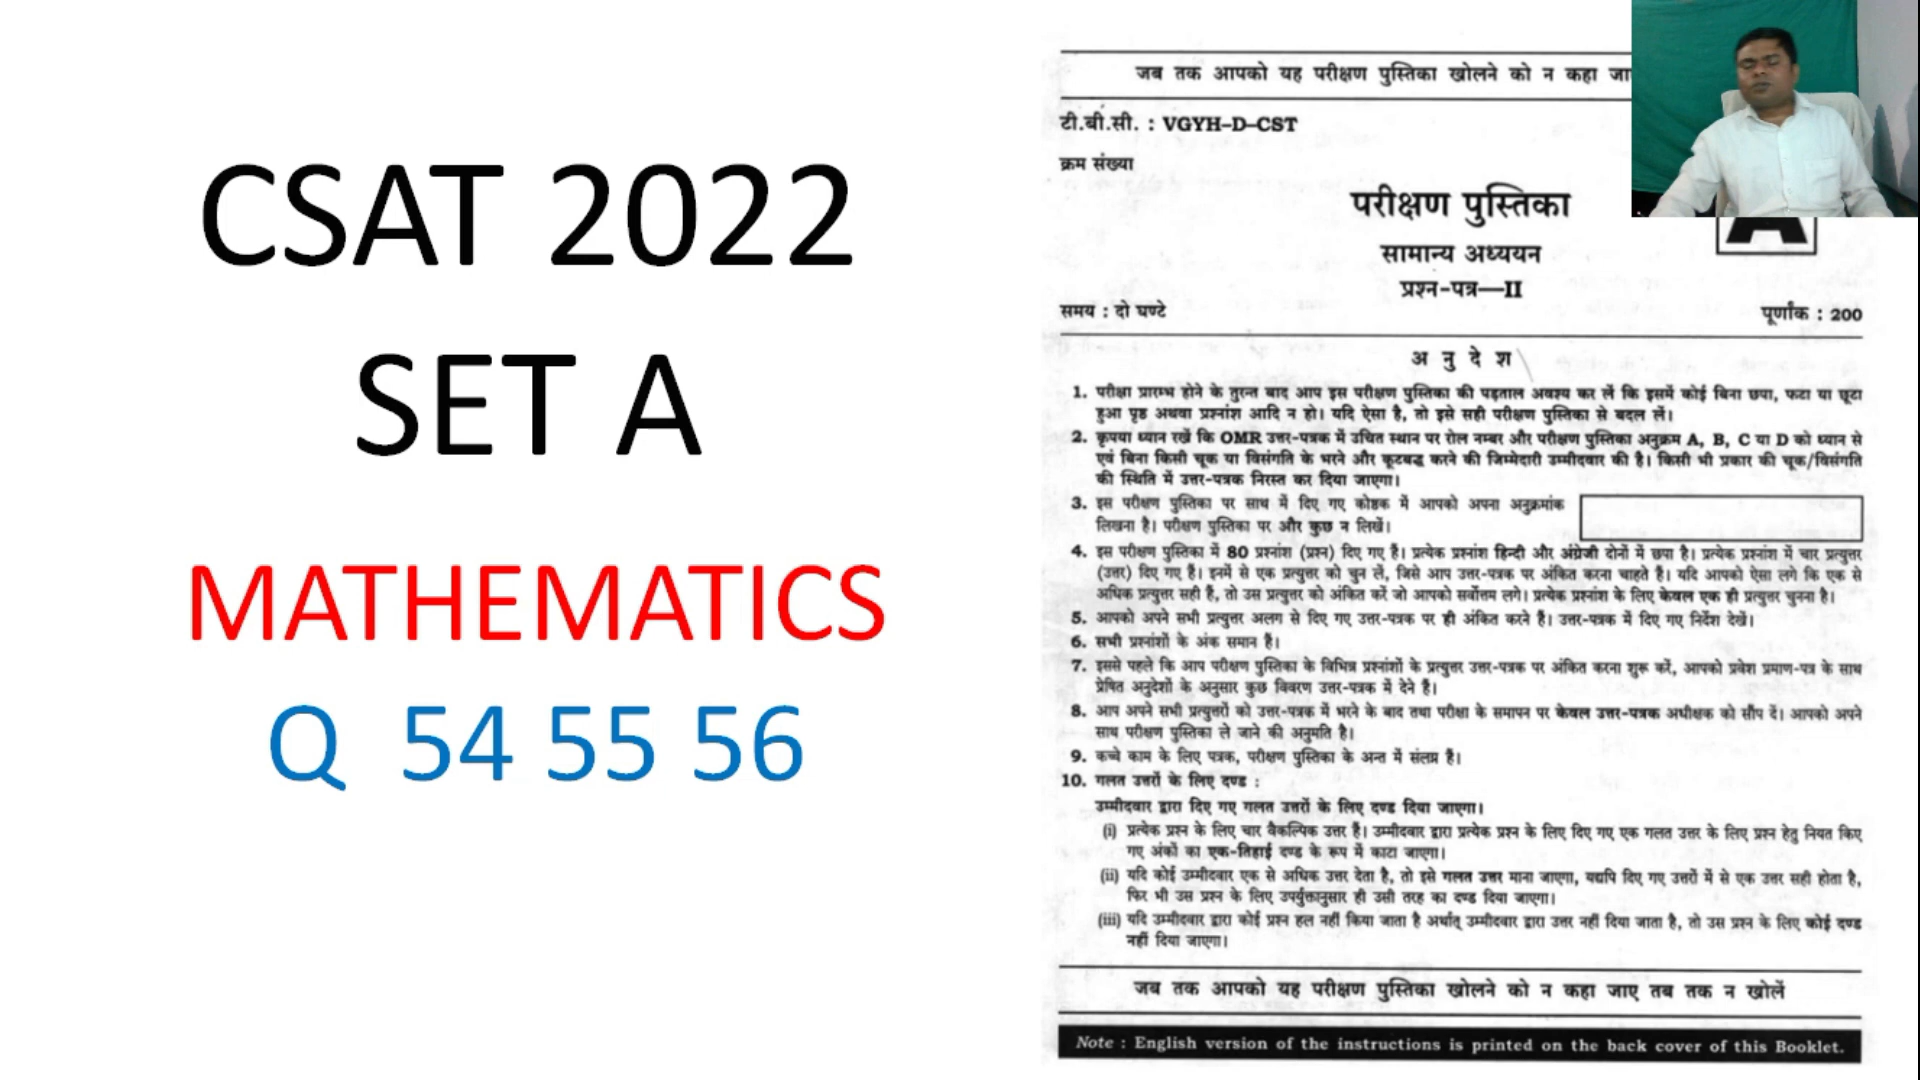 CSAT 2022
SET A
MATHEMATICS
Q 54 55 56
जब तक आपको यह परीक्षण पुस्तिका खोलने को न कहा
टी.बी.सी. : VGYH-D-CST
क्रम संख्या
परीक्षण पुस्तिका
A
सामान्य अध्ययन
प्रश्न-पत्र—II
समय : दो घण्टे
पूर्णांक : 200
अ नु दे श
1. परीक्षा प्रारम्भ होने के तुरन्त बाद आप इस परीक्षण पुस्तिका की पड़ताल अवश्य कर लें कि इसमें कोई बिना छपा, फटा या छूटा
हुआ पृष्ठ अथवा प्रश्नांश आदि न हो। यदि ऐसा है, तो इसे सही परीक्षण पुस्तिका से बदल लें।
2. कृपया ध्यान रखें कि OMR उत्तर-पत्रक में उचित स्थान पर रोल नम्बर और परीक्षण पुस्तिका अनुक्रम A, B, C या D को ध्यान से
एवं बिना किसी चूक या विसंगति के भरने और कूटबद्ध करने की जिम्मेदारी उम्मीदवार की है। किसी भी प्रकार की चूक/विसंगति
की स्थिति में उत्तर-पत्रक निरस्त कर दिया जाएगा।
3. इस परीक्षण पुस्तिका पर साथ में दिए गए कोष्ठक में आपको अपना अनुक्रमांक
लिखना है। परीक्षण पुस्तिका पर और कुछ न लिखें।
4. इस परीक्षण पुस्तिका में 80 प्रश्नांश (प्रश्न) दिए गए हैं। प्रत्येक प्रश्नांश हिन्दी और अंग्रेजी दोनों में छपा है। प्रत्येक प्रश्नांश में चार प्रत्युत्तर
(उत्तर) दिए गए हैं। इनमें से एक प्रत्युत्तर को चुन लें, जिसे आप उत्तर-पत्रक पर अंकित करना चाहते हैं। यदि आपको ऐसा लगे कि एक से
अधिक प्रत्युत्तर सही हैं, तो उस प्रत्युत्तर को अंकित करें जो आपको सर्वोत्तम लगे। प्रत्येक प्रश्नांश के लिए केवल एक ही प्रत्युत्तर चुनना है।
5. आपको अपने सभी प्रत्युत्तर अलग से दिए गए उत्तर-पत्रक पर ही अंकित करने हैं। उत्तर-पत्रक में दिए गए निर्देश देखें।
6. सभी प्रश्नांशों के अंक समान हैं।
7. इससे पहले कि आप परीक्षण पुस्तिका के विभिन्न प्रश्नांशों के प्रत्युत्तर उत्तर-पत्रक पर अंकित करना शुरू करें, आपको प्रवेश प्रमाण-पत्र के साथ
प्रेषित अनुदेशों के अनुसार कुछ विवरण उत्तर-पत्रक में देने हैं।
8. आप अपने सभी प्रत्युत्तरों को उत्तर-पत्रक में भरने के बाद तथा परीक्षा के समापन पर केवल उत्तर-पत्रक अधीक्षक को सौंप दें। आपको अपने
साथ परीक्षण पुस्तिका ले जाने की अनुमति है।
9. कच्चे काम के लिए पत्रक, परीक्षण पुस्तिका के अन्त में संलग्न हैं।
10. गलत उत्तरों के लिए दण्ड :
उम्मीदवार द्वारा दिए गए गलत उत्तरों के लिए दण्ड दिया जाएगा।
(i) प्रत्येक प्रश्न के लिए चार वैकल्पिक उत्तर हैं। उम्मीदवार द्वारा प्रत्येक प्रश्न के लिए दिए गए एक गलत उत्तर के लिए प्रश्न हेतु नियत किए
गए अंकों का एक-तिहाई दण्ड के रूप में काटा जाएगा।
(ii) यदि कोई उम्मीदवार एक से अधिक उत्तर देता है, तो इसे गलत उत्तर माना जाएगा, यद्यपि दिए गए उत्तरों में से एक उत्तर सही होता है,
फिर भी उस प्रश्न के लिए उपर्युक्तानुसार ही उसी तरह का दण्ड दिया जाएगा।
(iii) यदि उम्मीदवार द्वारा कोई प्रश्न हल नहीं किया जाता है अर्थात् उम्मीदवार द्वारा उत्तर नहीं दिया जाता है, तो उस प्रश्न के लिए कोई दण्ड
नहीं दिया जाएगा।
जब तक आपको यह परीक्षण पुस्तिका खोलने को न कहा जाए तब तक न खोलें
Note : English version of the instructions is printed on the back cover of this Booklet.